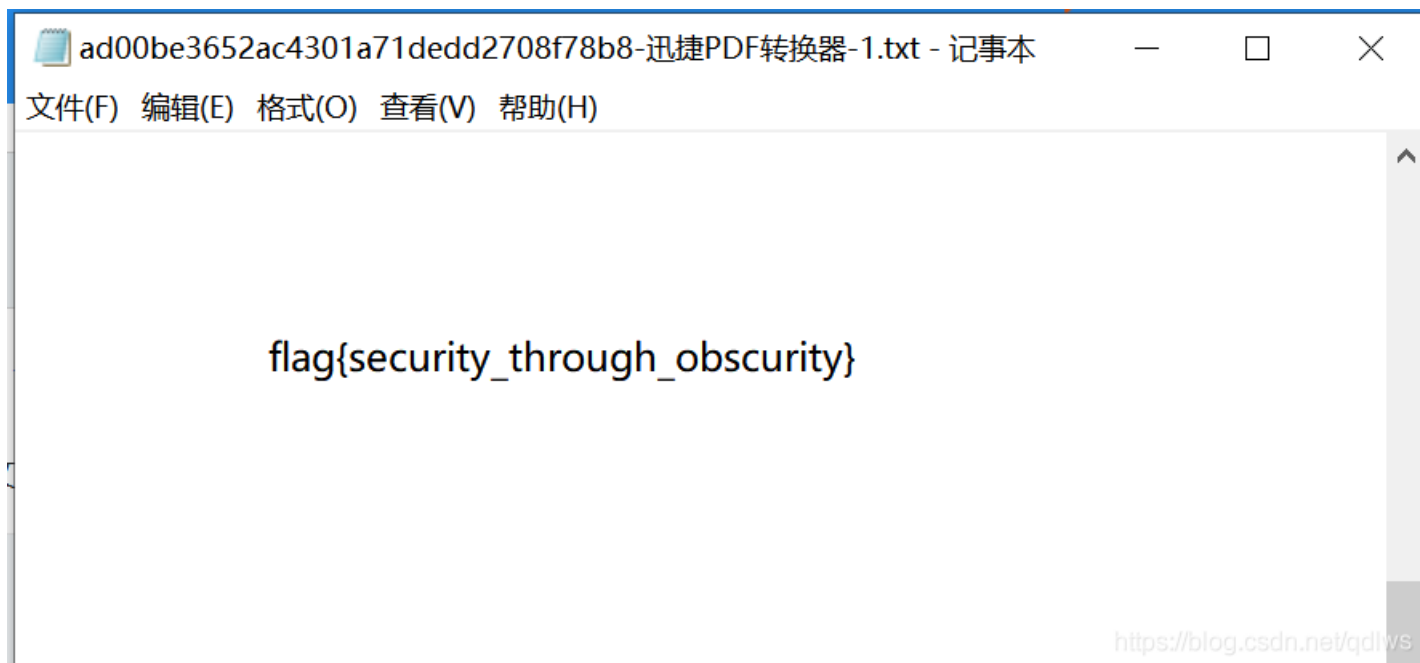 ad00be3652ac4301a71dedd2708f78b8-迅捷PDF转换器-1.txt - 记事本
文件(F) 编辑(E) 格式(O) 查看(V) 帮助(H)
flag{security_through_obscurity}
https://blog.csdn.net/qdlws